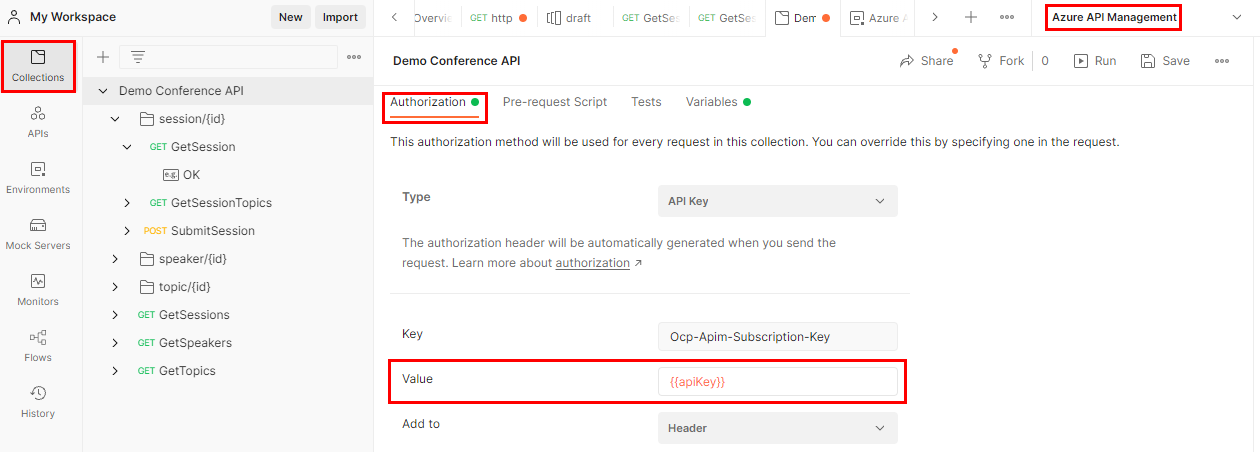 My Workspace
New
Import
Overvie
GET http
draft
GET GetSes
GET GetSes
Dem
Azure A
Azure API Management
Collections
APIs
Environments
Mock Servers
Monitors
Flows
History
Demo Conference API
session/{id}
GET GetSession
e.g. OK
GET GetSessionTopics
POST SubmitSession
speaker/{id}
topic/{id}
GET GetSessions
GET GetSpeakers
GET GetTopics
Demo Conference API
Share
Fork
0
Run
Save
Authorization
Pre-request Script
Tests
Variables
This authorization method will be used for every request in this collection. You can override this by specifying one in the request.
Type
API Key
The authorization header will be automatically generated when you send the
request. Learn more about authorization ↗
Key
Ocp-Apim-Subscription-Key
Value
{{apiKey}}
Add to
Header